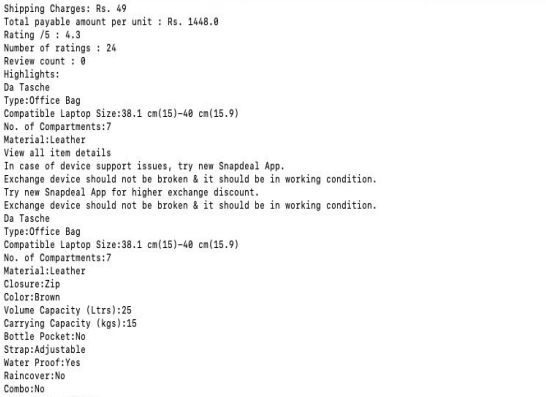 Shipping Charges: Rs. 49
Total payable amount per unit : Rs. 1448.0
Rating /5 : 4.3
Number of ratings : 24
Review count : 0
Highlights:
Da Tasche
Type:Office Bag
Compatible Laptop Size:38.1 cm(15)-40 cm(15.9)
No. of Compartments:7
Material:Leather
View all item details
In case of device support issues, try new Snapdeal App.
Exchange device should not be broken & it should be in working condition.
Try new Snapdeal App for higher exchange discount.
Exchange device should not be broken & it should be in working condition.
Da Tasche
Type:Office Bag
Compatible Laptop Size:38.1 cm(15)-40 cm(15.9)
No. of Compartments:7
Material:Leather
Closure:Zip
Color:Brown
Volume Capacity (Ltrs):25
Carrying Capacity (kgs):15
Bottle Pocket:No
Strap:Adjustable
Water Proof:Yes
Raincover:No
Combo:No